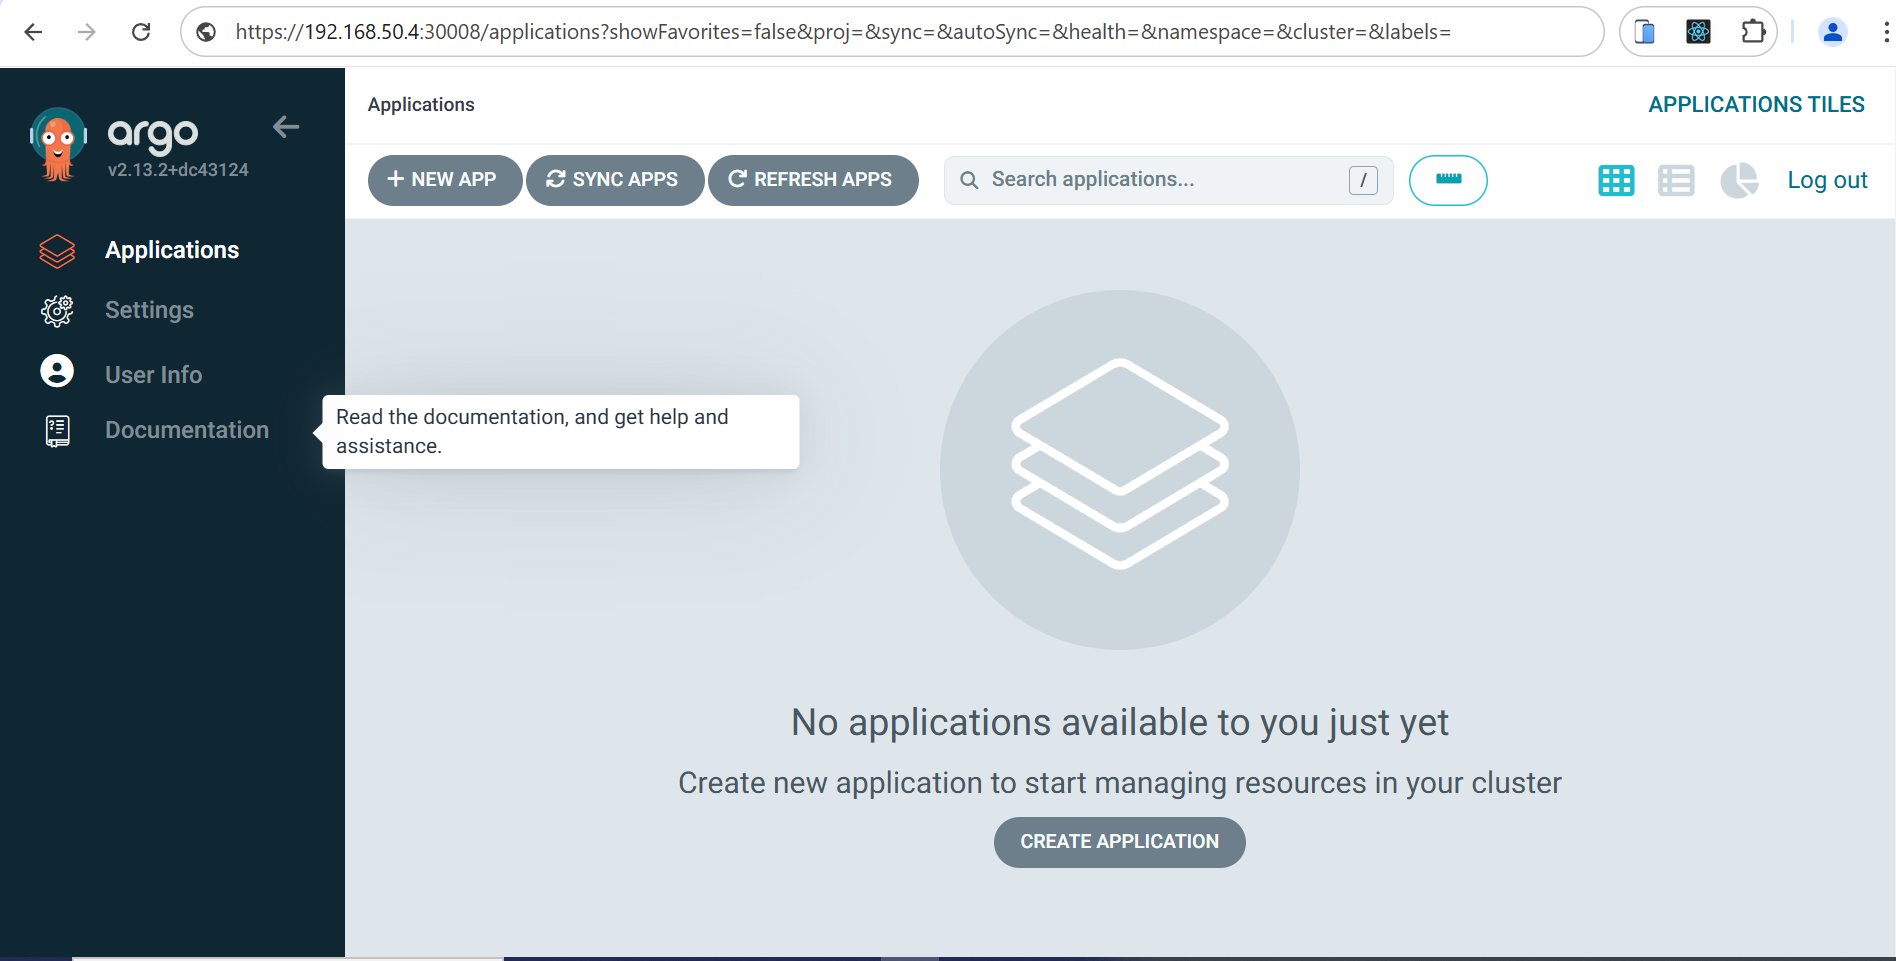 https://192.168.50.4:30008/applications?showFavorites=false&proj=&sync=&autoSync=&health=&namespace=&cluster=&labels=
argo
v2.13.2+dc43124
Applications
Settings
User Info
Documentation
Read the documentation, and get help and
assistance.
Applications
APPLICATIONS TILES
+ NEW APP
SYNC APPS
REFRESH APPS
Search applications...
/
Log out
No applications available to you just yet
Create new application to start managing resources in your cluster
CREATE APPLICATION